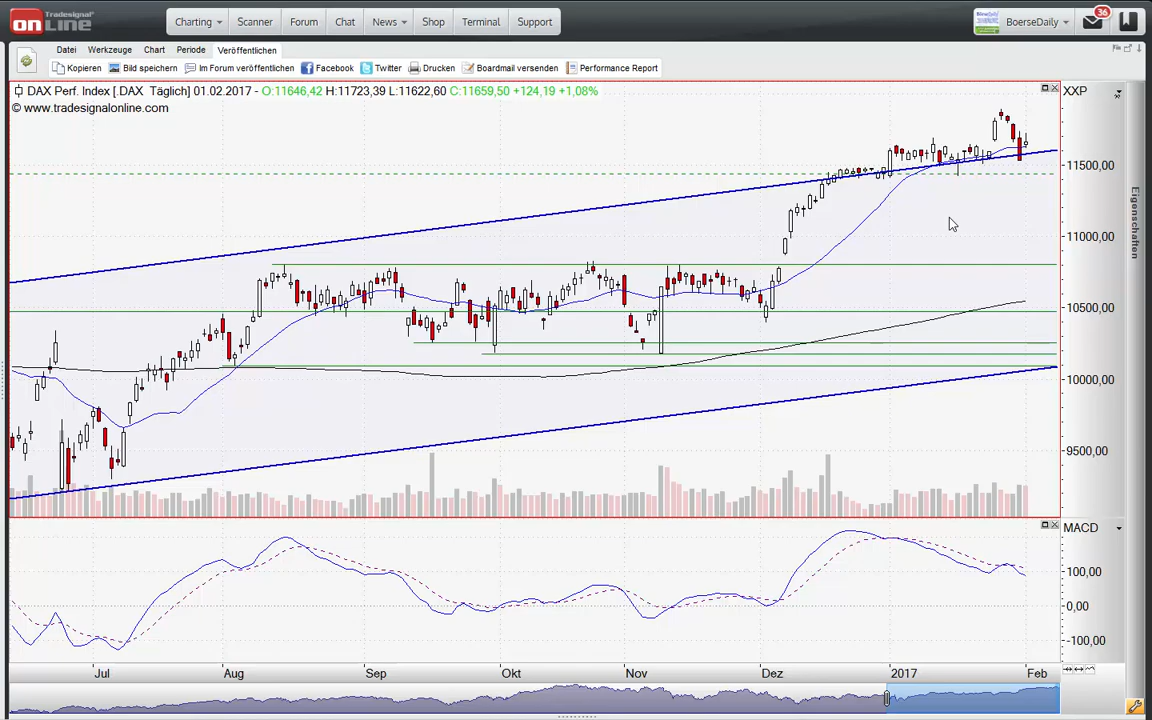 Tradesignal
on LINE
Charting Scanner Forum Chat News Shop Terminal Support
BoerseDaily 36
Datei Werkzeuge Chart Periode Veröffentlichen
Kopieren Bild speichern Im Forum veröffentlichen Facebook Twitter Drucken Boardmail versenden Performance Report
DAX Perf. Index [.DAX Täglich] 01.02.2017 - O:11646,42 H:11723,39 L:11622,60 C:11659,50 +124,19 +1,08%
XXP
© www.tradesignalonline.com
11500,00
11000,00
10500,00
10000,00
9500,00
Eigenschaften
MACD
100,00
0,00
-100,00
Jul Aug Sep Okt Nov Dez 2017 Feb